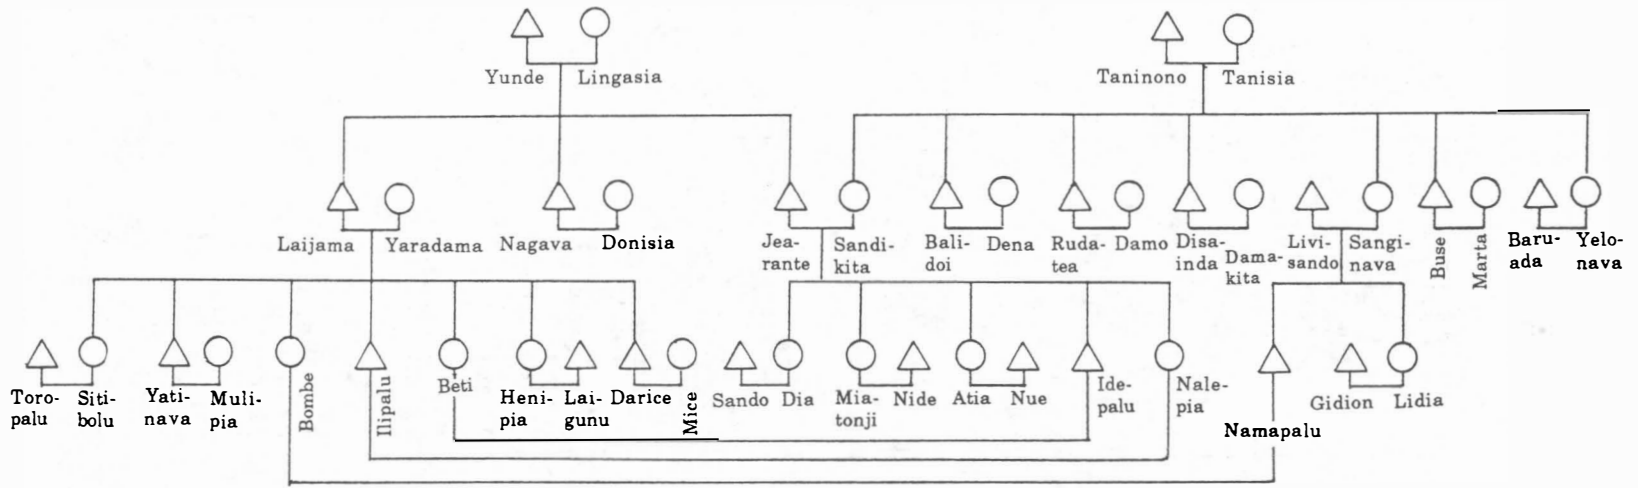 Yunde Lingasia
Taninono Tanisia
Laijama Yaradama Nagava Donisia Jea-
rante Sandi-
kita Bali-
doi Dena Ruda-
tea Damo Disa-
inda Dama-
kita Livi-
sando Sangi-
nava Buse Marta Baru-
ada Yelo-
nava
Toro-
palu Siti-
bolu Yati-
nava Muli-
pia Bombe Ilipalu Beti Heni-
pia Lai-
gunu Darice Mice Sando Dia Mia-
tonji Nide Atia Nue Ide-
palu Nale-
pia Namapalu Gidion Lidia